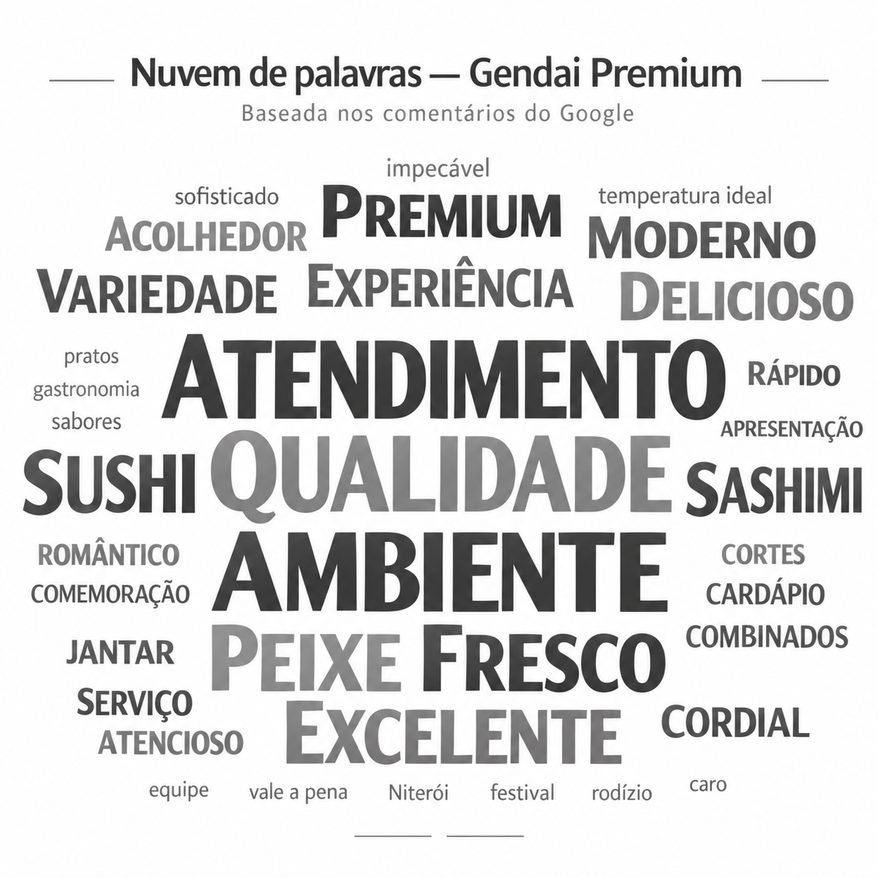 Nuvem de palavras — Gendai Premium
Baseada nos comentários do Google
impecável
sofisticado
temperatura ideal
ACOLHEDOR
PREMIUM
MODERNO
VARIEDADE
EXPERIÊNCIA
DELICIOSO
pratos
gastronomia
sabores
ATENDIMENTO
RÁPIDO
APRESENTAÇÃO
SUSHI
QUALIDADE
SASHIMI
ROMÂNTICO
COMEMORAÇÃO
AMBIENTE
CORTES
CARDÁPIO
COMBINADOS
JANTAR
PEIXE FRESCO
SERVIÇO
ATENCIOSO
EXCELENTE
CORDIAL
equipe
vale a pena
Niterói
festival
rodízio
caro